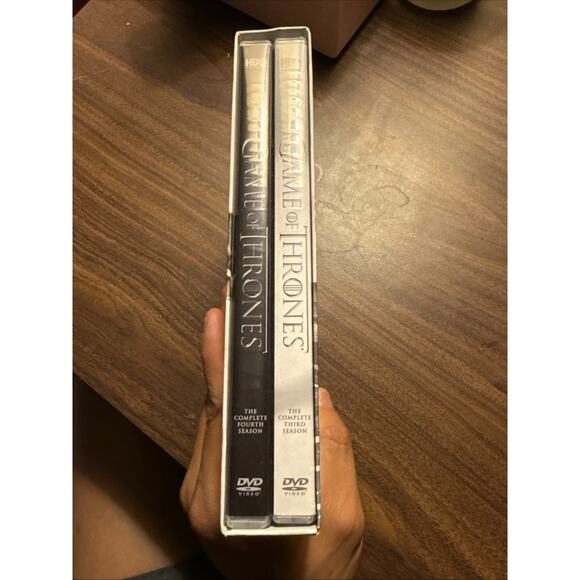 HBO
GAME OF THRONES
THE
COMPLETE
FOURTH
SEASON
DVD
VIDEO
HBO
GAME OF THRONES
THE
COMPLETE
THIRD
SEASON
DVD
VIDEO